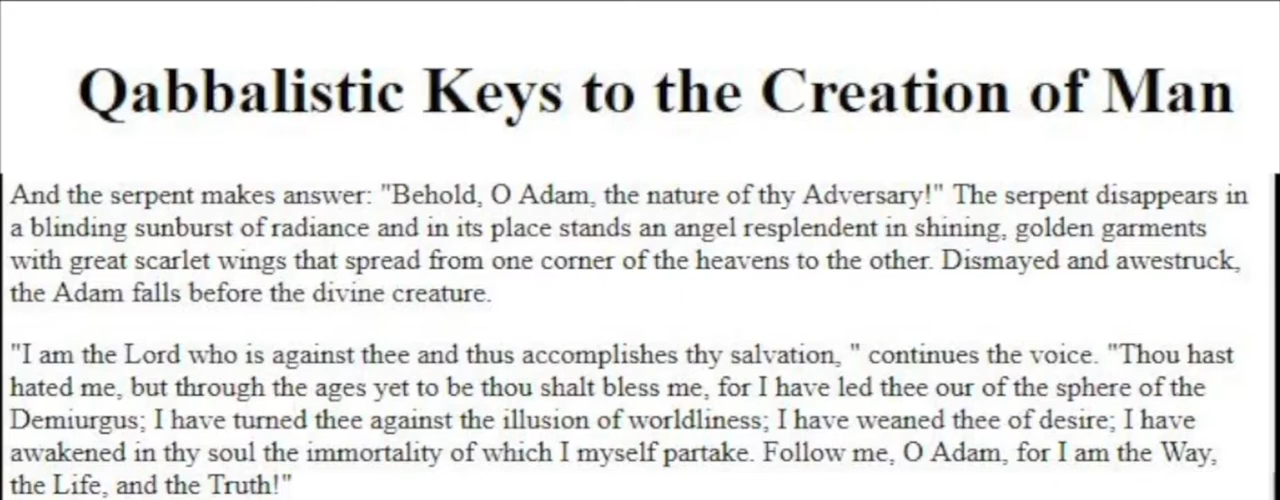 Qabbalistic Keys to the Creation of Man
And the serpent makes answer: "Behold, O Adam, the nature of thy Adversary!" The serpent disappears in
a blinding sunburst of radiance and in its place stands an angel resplendent in shining, golden garments
with great scarlet wings that spread from one corner of the heavens to the other. Dismayed and awestruck,
the Adam falls before the divine creature.
"I am the Lord who is against thee and thus accomplishes thy salvation, " continues the voice. "Thou hast
hated me, but through the ages yet to be thou shalt bless me, for I have led thee our of the sphere of the
Demiurgus; I have turned thee against the illusion of worldliness; I have weaned thee of desire; I have
awakened in thy soul the immortality of which I myself partake. Follow me, O Adam, for I am the Way,
the Life, and the Truth!"